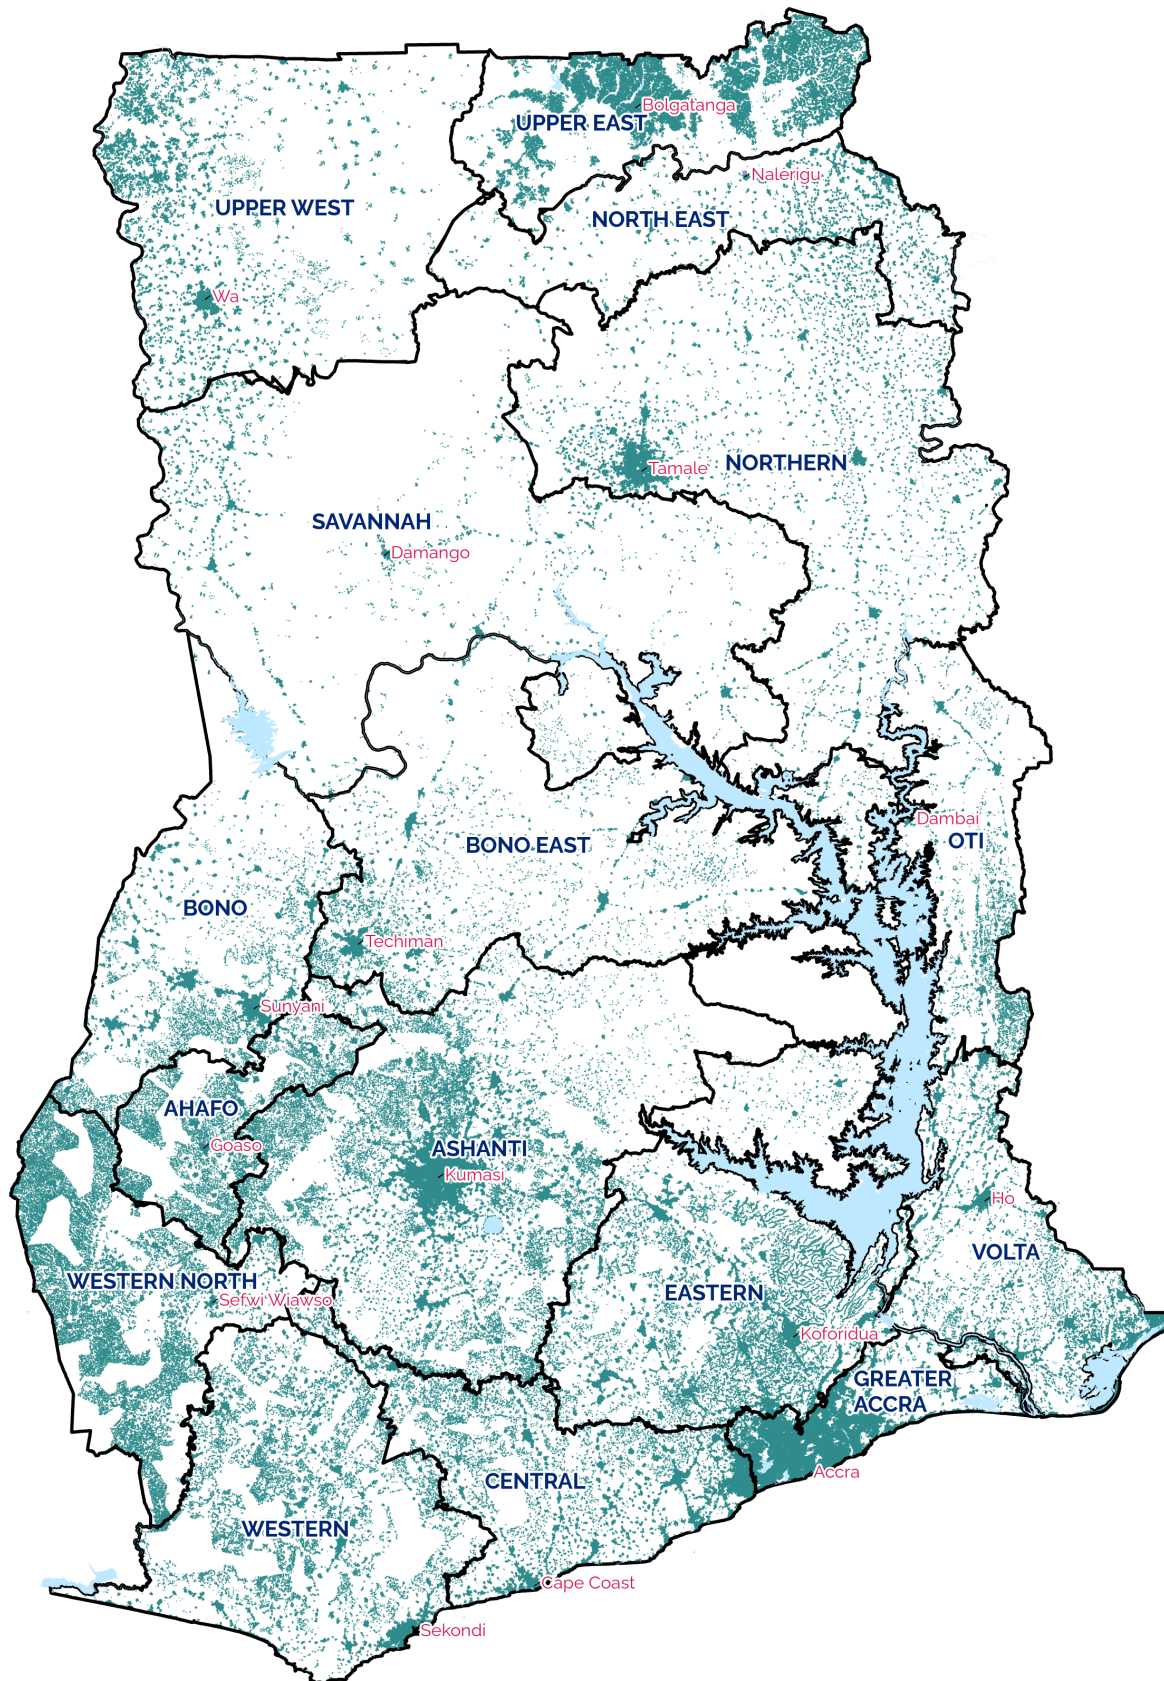 Bolgatanga
UPPER EAST
Nalerigu
UPPER WEST
NORTH EAST
Wa
NORTHERN
Tamale
SAVANNAH
Damango
Dambai
OTI
BONO EAST
BONO
Techiman
Sunyani
AHAFO
Goaso
ASHANTI
Kumasi
Ho
VOLTA
WESTERN NORTH
Sefwi Wiawso
EASTERN
Koforidua
GREATER
ACCRA
Accra
CENTRAL
WESTERN
Cape Coast
Sekondi